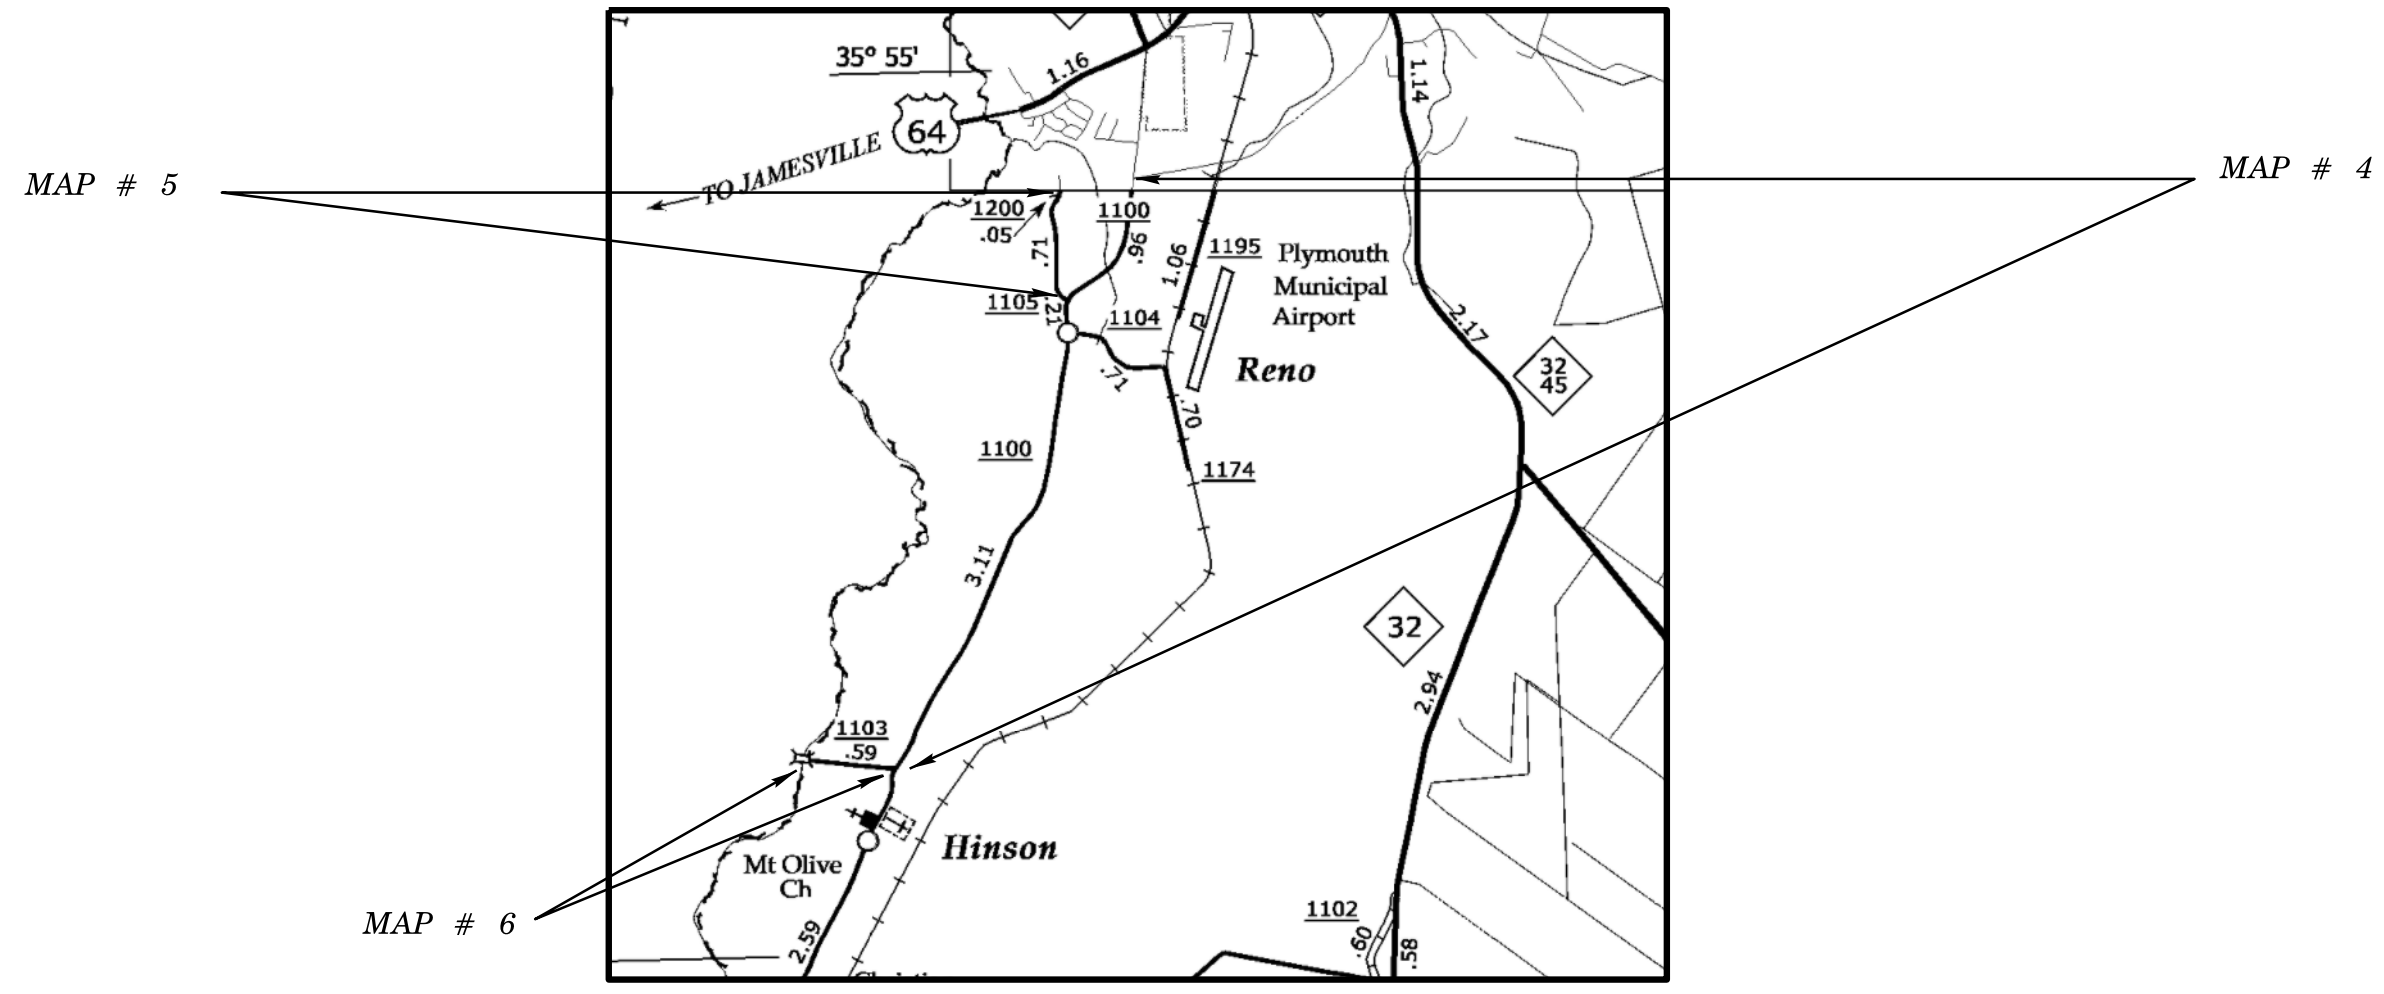 35° 55'
1.16
1.14
64
TO JAMESVILLE
MAP # 5
MAP # 4
1200
.05
1100
.71
.96
1.06
1195
Plymouth
Municipal
Airport
1105
.21
1104
2.17
.71
Reno
32
45
.70
1100
1174
3.11
32
2.94
1103
.59
Hinson
Mt Olive
Ch
MAP # 6
1102
2.59
.60
.58